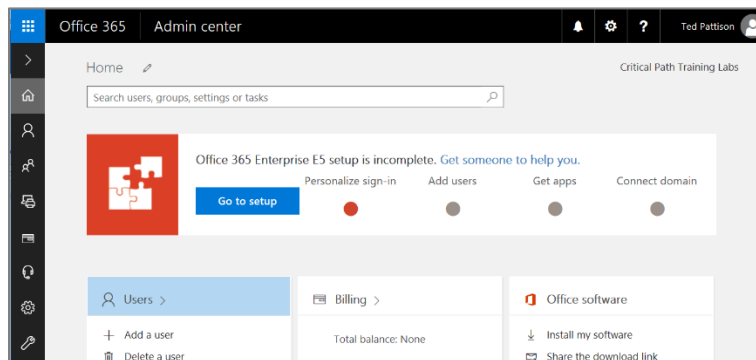 Office 365 Admin center ? Ted Pattison
Home Critical Path Training Labs
Search users, groups, settings or tasks
Office 365 Enterprise E5 setup is incomplete. Get someone to help you.
Go to setup
Personalize sign-in Add users Get apps Connect domain
Users >
Add a user
Delete a user
Billing >
Total balance: None
Office software
Install my software
Share the download link